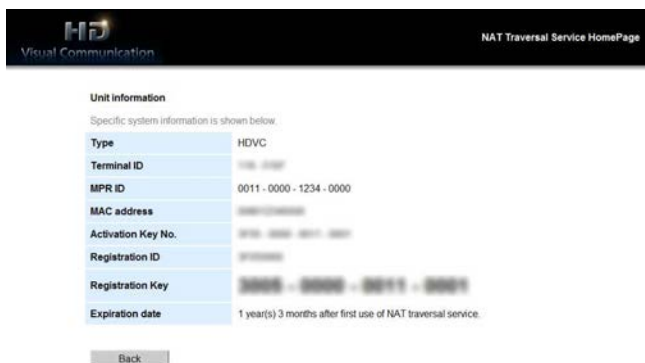 HD
Visual Communication
NAT Traversal Service HomePage
Unit information
Specific system information is shown below.
Type HDVC
Terminal ID
MPR ID 0011 - 0000 - 1234 - 0000
MAC address
Activation Key No.
Registration ID
Registration Key
Expiration date 1 year(s) 3 months after first use of NAT traversal service.
Back